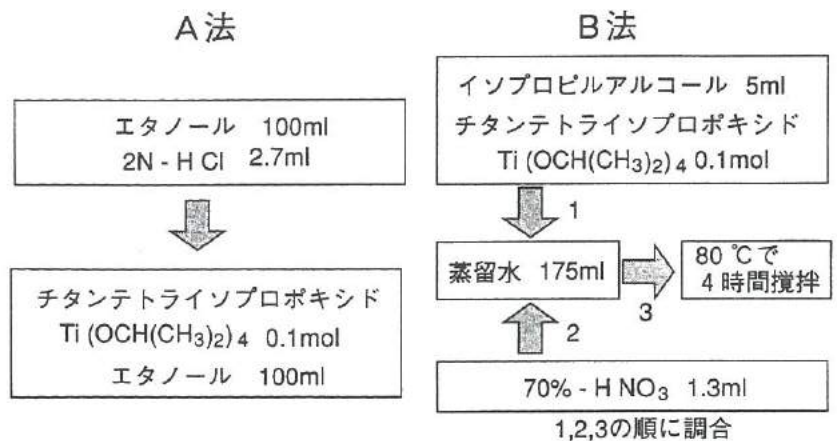 A法
エタノール 100ml
2N - H Cl 2.7ml
チタンテトライソプロポキシド
Ti (OCH(CH₃)₂)₄ 0.1mol
エタノール 100ml
B法
イソプロピルアルコール 5ml
チタンテトライソプロポキシド
Ti (OCH(CH₃)₂)₄ 0.1mol
1
蒸留水 175ml
3
80 ℃で
4時間攪拌
2
70% - H NO₃ 1.3ml
1,2,3の順に調合